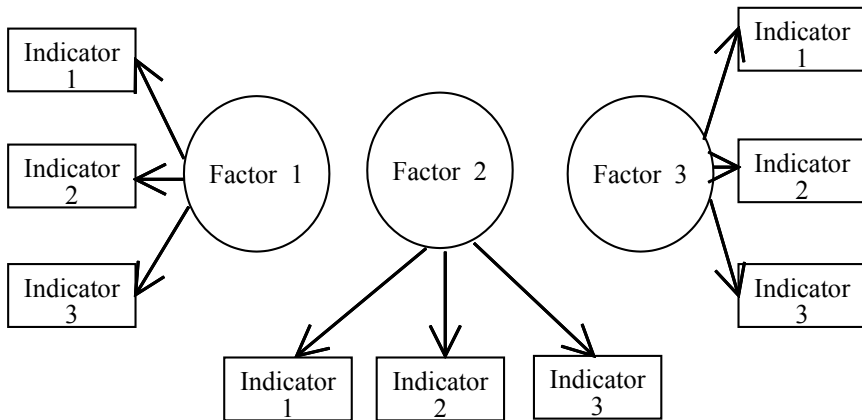 Indicator
1
Indicator
2
Indicator
3
Factor 1
Factor 2
Factor 3
Indicator
1
Indicator
2
Indicator
3
Indicator
1
Indicator
2
Indicator
3